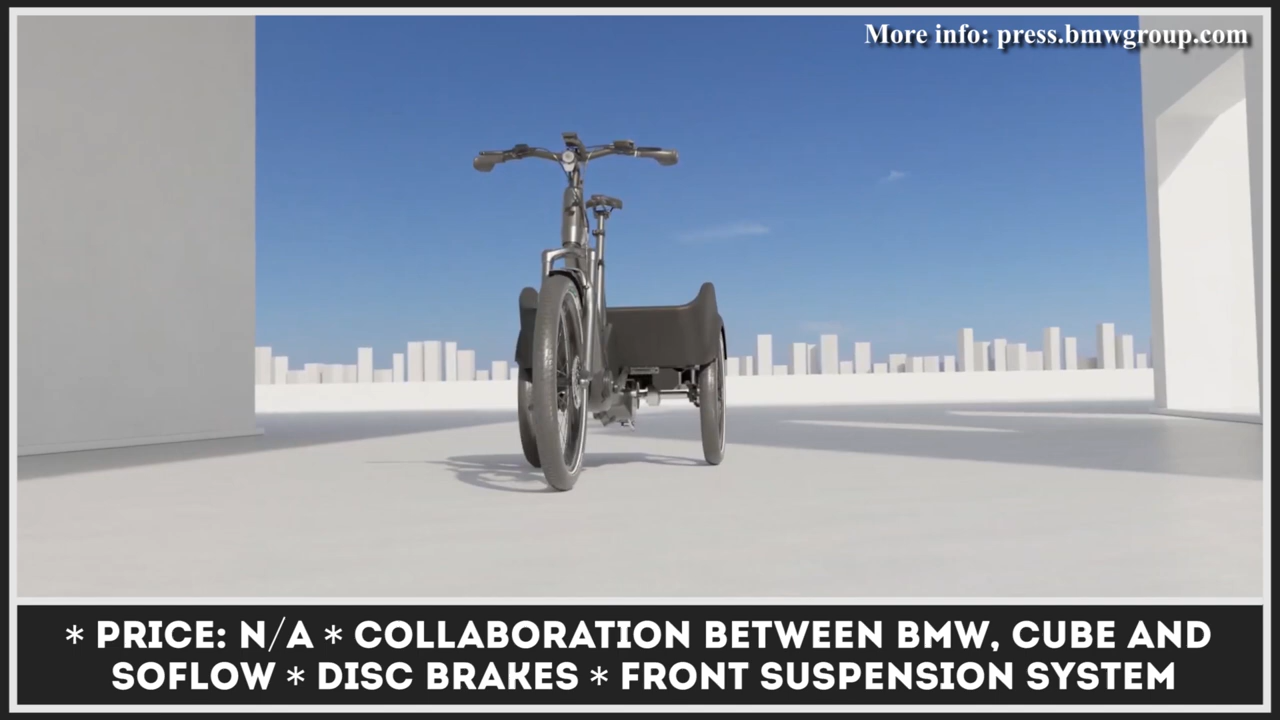 More info: press.bmwgroup.com
* PRICE: N/A * COLLABORATION BETWEEN BMW, CUBE AND
SOFLOW * DISC BRAKES * FRONT SUSPENSION SYSTEM